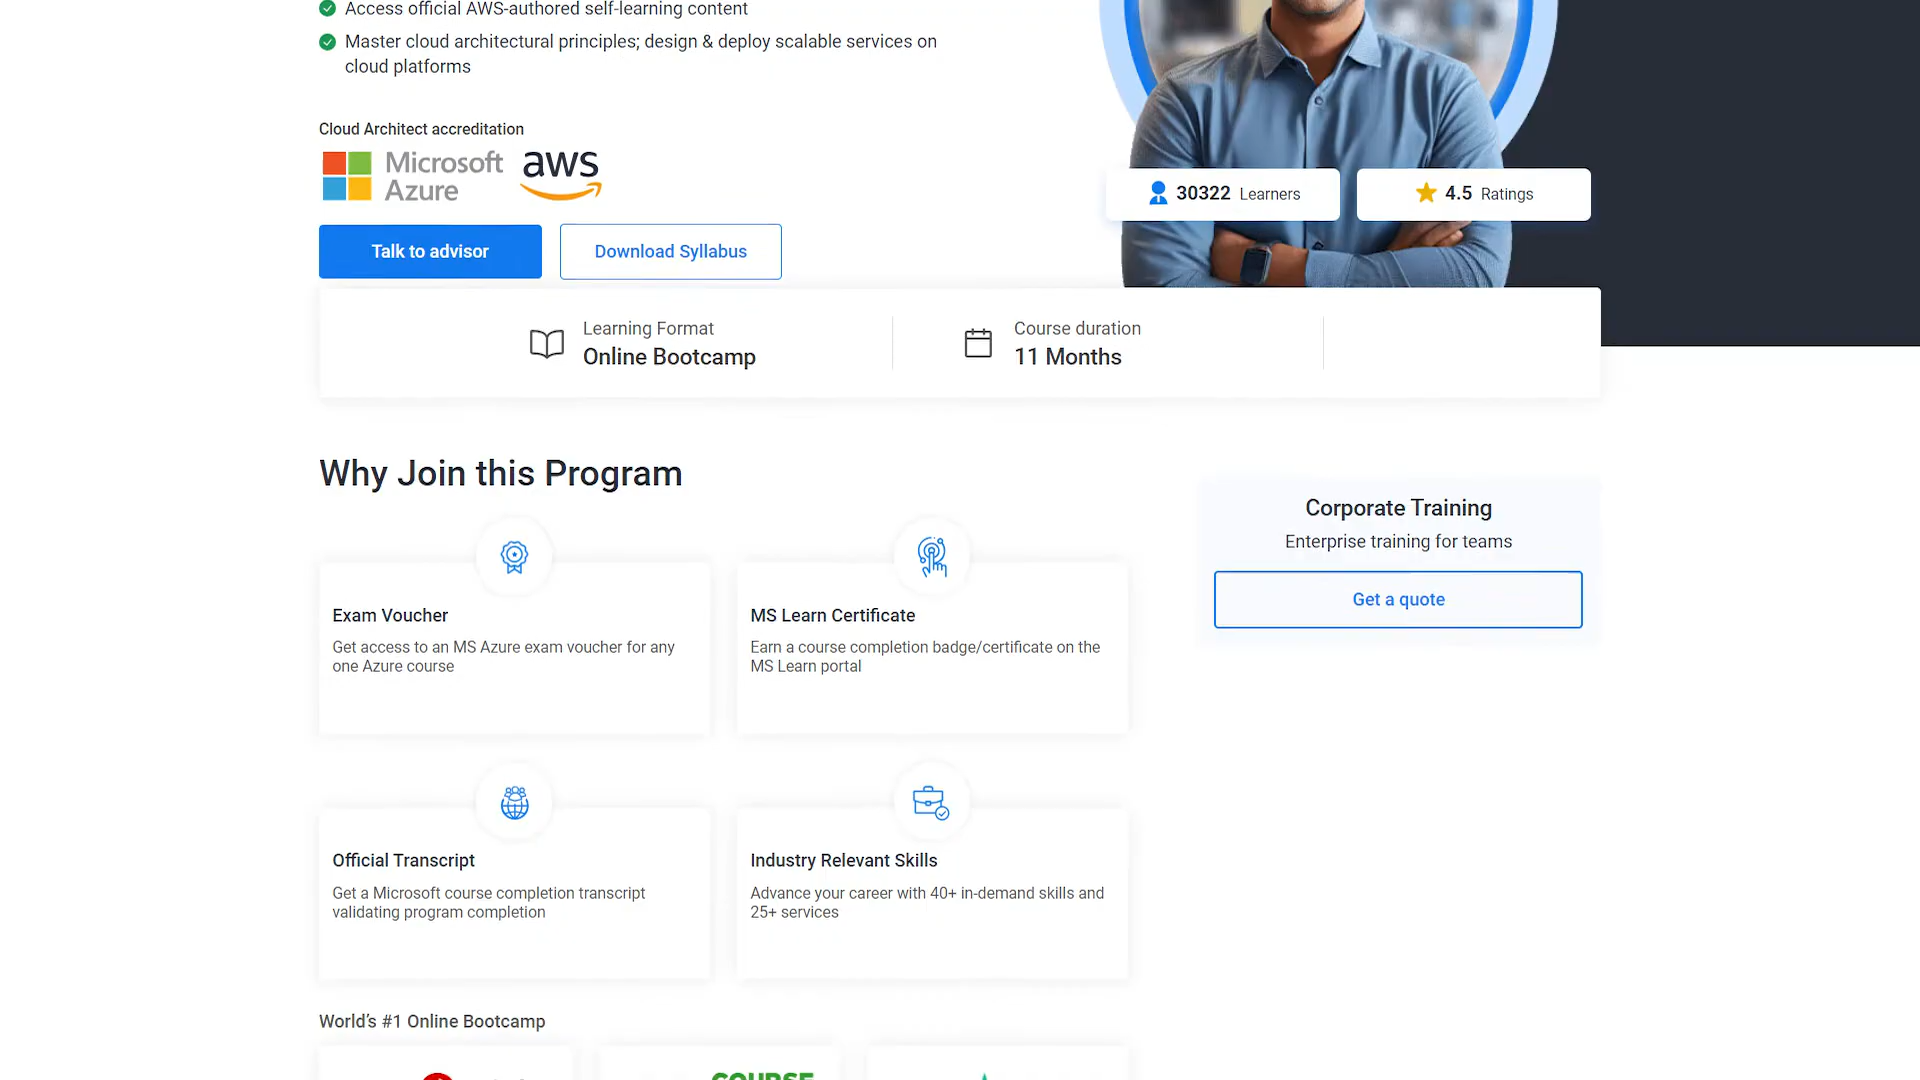 Access official AWS-authored self-learning content
Master cloud architectural principles; design & deploy scalable services on
cloud platforms
Cloud Architect accreditation
Microsoft
Azure
aws
Talk to advisor
Download Syllabus
30322 Learners
4.5 Ratings
Learning Format
Online Bootcamp
Course duration
11 Months
Why Join this Program
Exam Voucher
Get access to an MS Azure exam voucher for any
one Azure course
MS Learn Certificate
Earn a course completion badge/certificate on the
MS Learn portal
Corporate Training
Enterprise training for teams
Get a quote
Official Transcript
Get a Microsoft course completion transcript
validating program completion
Industry Relevant Skills
Advance your career with 40+ in-demand skills and
25+ services
World's #1 Online Bootcamp
COURSE